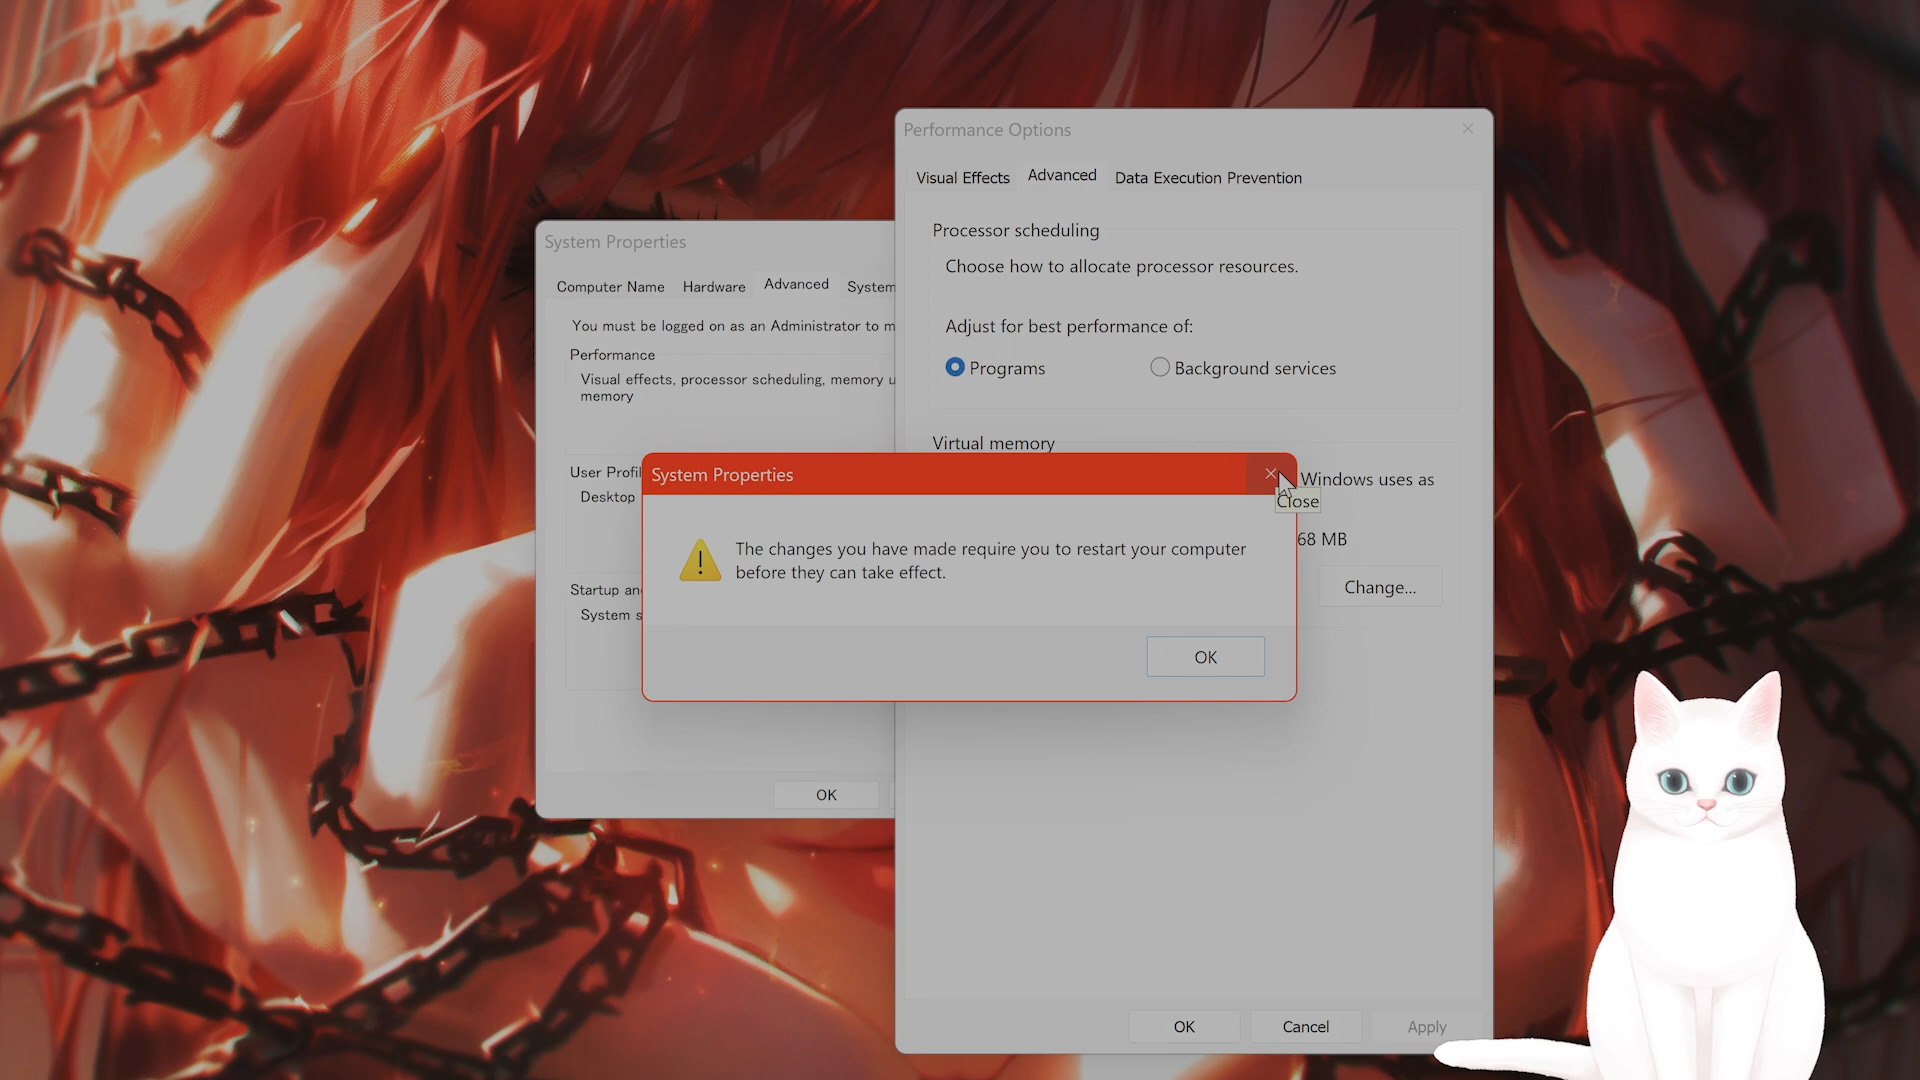 Performance Options
Visual Effects
Advanced
Data Execution Prevention
Processor scheduling
Choose how to allocate processor resources.
Adjust for best performance of:
Programs
Background services
Virtual memory
Windows uses as
68 MB
Change...
OK
Cancel
Apply
System Properties
Computer Name
Hardware
Advanced
System
You must be logged on as an Administrator to m
Performance
Visual effects, processor scheduling, memory u
memory
User Profil
Desktop
Startup an
System s
OK
System Properties
Close
The changes you have made require you to restart your computer
before they can take effect.
OK